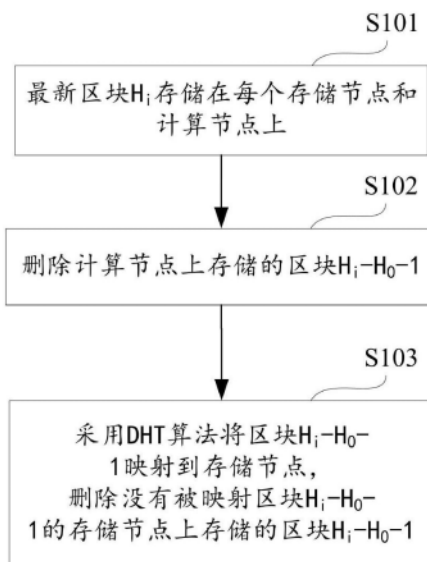 S101
最新区块Hi存储在每个存储节点和
计算节点上
S102
删除计算节点上存储的区块Hi-H0-1
S103
采用DHT算法将区块Hi-H0-
1映射到存储节点,
删除没有被映射区块Hi-H0-
1的存储节点上存储的区块Hi-H0-1